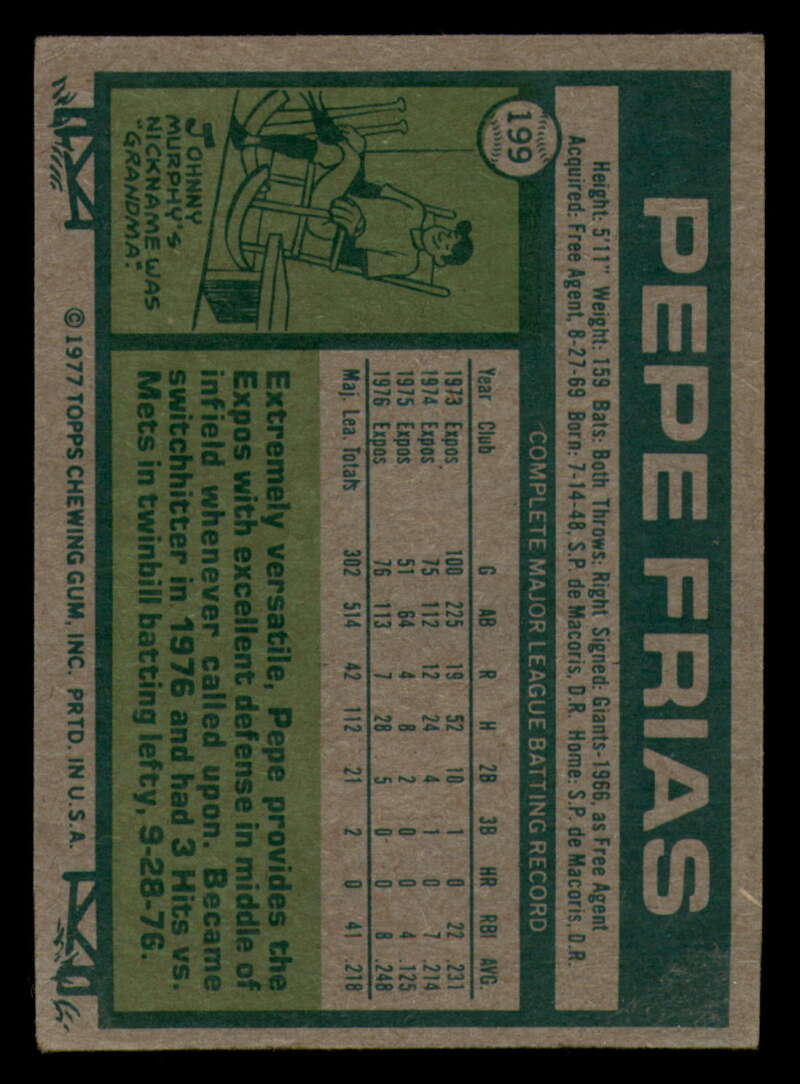 PEPE FRIAS
199
Height: 5'11" Weight: 159 Bats: Both Throws: Right Signed: Giants-1966, as Free Agent
Acquired: Free Agent, 8-27-69 Born: 7-14-48, S.P. de Macoris, D.R. Home: S.P. de Macoris, D.R.
COMPLETE MAJOR LEAGUE BATTING RECORD
Year Club G AB R H 2B 3B HR RBI AVG.
1973 Expos 100 225 19 52 10 1 0 22 .231
1974 Expos 75 112 12 24 4 1 0 7 .214
1975 Expos 51 64 4 8 2 0 0 4 .125
1976 Expos 76 113 7 28 5 0 0 8 .248
Maj. Lea. Totals 302 514 42 112 21 2 0 41 .218
JOHNNY
MURPHY'S
NICKNAME WAS
"GRANDMA."
Extremely versatile, Pepe provides the
Expos with excellent defense in middle of
infield whenever called upon. Became
switchhitter in 1976 and had 3 Hits vs.
Mets in twinbill batting lefty, 9-28-76.
© 1977 TOPPS CHEWING GUM, INC. PRTD. IN U.S.A.